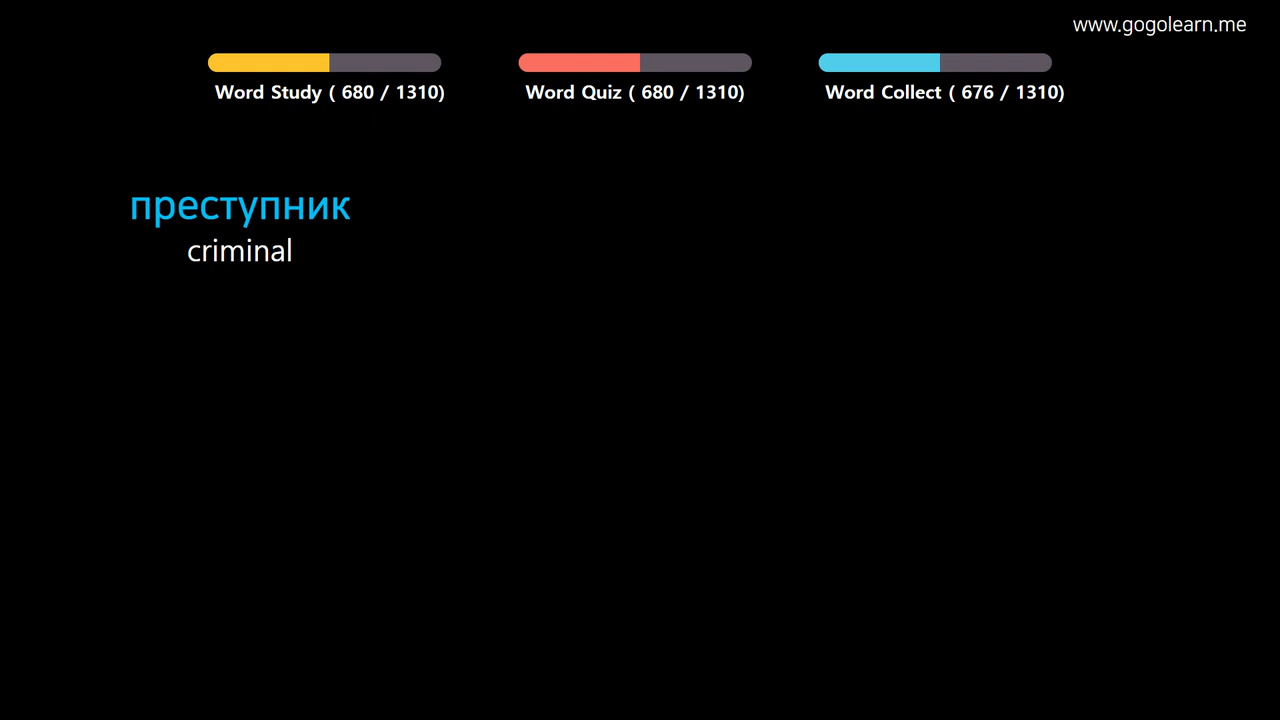 www.gogolearn.me
Word Study ( 680 / 1310)
Word Quiz ( 680 / 1310)
Word Collect ( 676 / 1310)
преступник
criminal